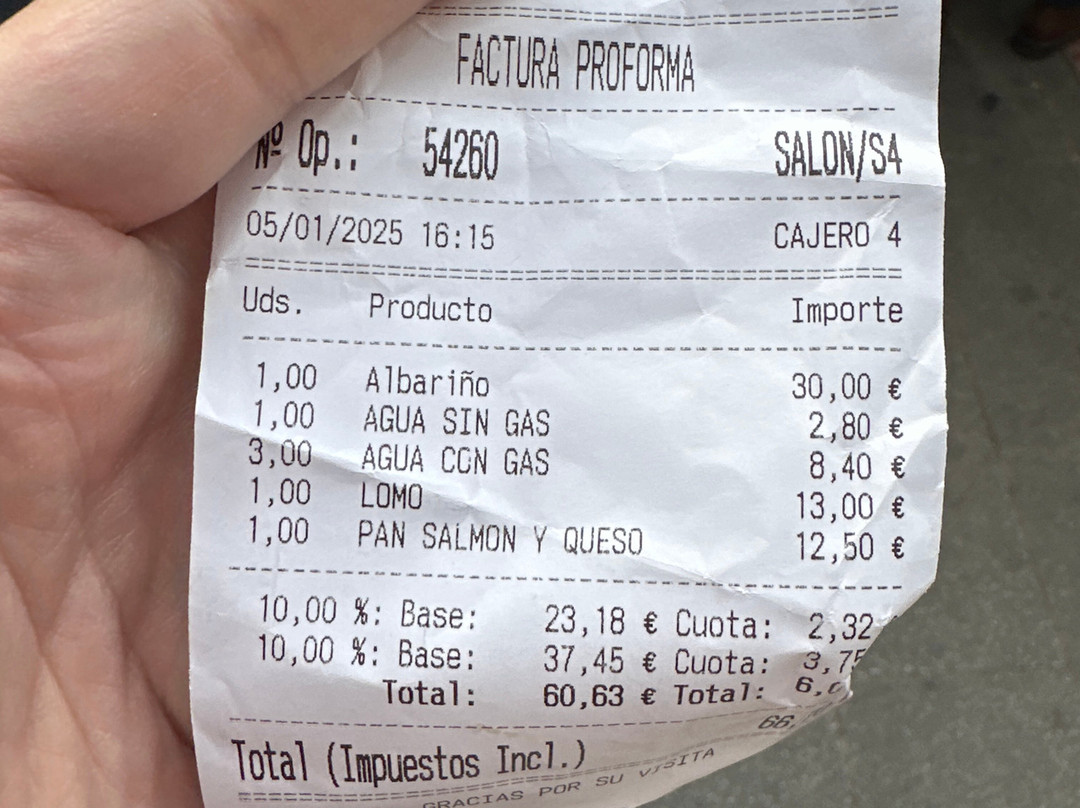 FACTURA PROFORMA
Nº Op.: 54260 SALON/S4
05/01/2025 16:15 CAJERO 4
Uds. Producto Importe
1,00 Albariño 30,00 €
1,00 AGUA SIN GAS 2,80 €
3,00 AGUA CON GAS 8,40 €
1,00 LOMO 13,00 €
1,00 PAN SALMON Y QUESO 12,50 €
10,00 %: Base: 23,18 € Cuota: 2,32
10,00 %: Base: 37,45 € Cuota: 3,75
Total: 60,63 € Total:
Total (Impuestos Incl.)
GRACIAS POR SU VISITA